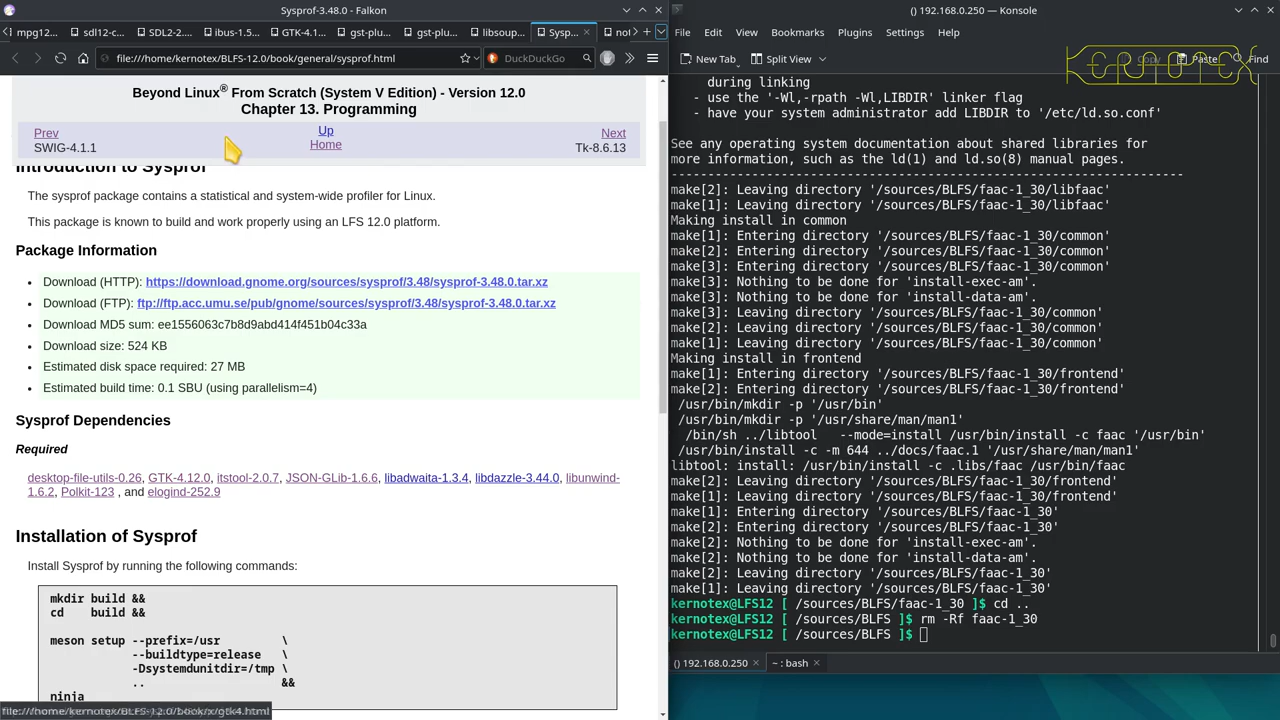 Sysprof-3.48.0 - Falkon
mpg12...
sdl12-c...
SDL2-2....
ibus-1.5...
GTK-4.1...
gst-plu...
gst-plu...
libsoup...
Sysp...
not
file:///home/kernotex/BLFS-12.0/book/general/sysprof.html
DuckDuckGo
Beyond Linux® From Scratch (System V Edition) - Version 12.0
Chapter 13. Programming
Prev
Up
Next
SWIG-4.1.1
Home
Tk-8.6.13
Introduction to Sysprof
The sysprof package contains a statistical and system-wide profiler for Linux.
This package is known to build and work properly using an LFS 12.0 platform.
Package Information
Download (HTTP): https://download.gnome.org/sources/sysprof/3.48/sysprof-3.48.0.tar.xz
Download (FTP): ftp://ftp.acc.umu.se/pub/gnome/sources/sysprof/3.48/sysprof-3.48.0.tar.xz
Download MD5 sum: ee1556063c7b8d9abd414f451b04c33a
Download size: 524 KB
Estimated disk space required: 27 MB
Estimated build time: 0.1 SBU (using parallelism=4)
Sysprof Dependencies
Required
desktop-file-utils-0.26, GTK-4.12.0, itstool-2.0.7, JSON-GLib-1.6.6, libadwaita-1.3.4, libdazzle-3.44.0, libunwind-
1.6.2, Polkit-123 , and elogind-252.9
Installation of Sysprof
Install Sysprof by running the following commands:
mkdir build &&
cd    build &&
meson setup --prefix=/usr       \
            --buildtype=release   \
            -Dsystemdunitdir=/tmp \
            ..                    &&
ninja
() 192.168.0.250 — Konsole
File Edit View Bookmarks Plugins Settings Help
New Tab Split View Copy Paste Find
KERNOTEX
during linking
- use the '-Wl,-rpath -Wl,LIBDIR' linker flag
- have your system administrator add LIBDIR to '/etc/ld.so.conf'
See any operating system documentation about shared libraries for
more information, such as the ld(1) and ld.so(8) manual pages.
----------------------------------------------------------------------
make[2]: Leaving directory '/sources/BLFS/faac-1_30/libfaac'
make[1]: Leaving directory '/sources/BLFS/faac-1_30/libfaac'
Making install in common
make[1]: Entering directory '/sources/BLFS/faac-1_30/common'
make[2]: Entering directory '/sources/BLFS/faac-1_30/common'
make[3]: Entering directory '/sources/BLFS/faac-1_30/common'
make[3]: Nothing to be done for 'install-exec-am'.
make[3]: Nothing to be done for 'install-data-am'.
make[3]: Leaving directory '/sources/BLFS/faac-1_30/common'
make[2]: Leaving directory '/sources/BLFS/faac-1_30/common'
make[1]: Leaving directory '/sources/BLFS/faac-1_30/common'
Making install in frontend
make[1]: Entering directory '/sources/BLFS/faac-1_30/frontend'
make[2]: Entering directory '/sources/BLFS/faac-1_30/frontend'
/usr/bin/mkdir -p '/usr/bin'
/usr/bin/mkdir -p '/usr/share/man/man1'
/bin/sh ../libtool   --mode=install /usr/bin/install -c faac '/usr/bin'
/usr/bin/install -c -m 644 ../docs/faac.1 '/usr/share/man/man1'
libtool: install: /usr/bin/install -c .libs/faac /usr/bin/faac
make[2]: Leaving directory '/sources/BLFS/faac-1_30/frontend'
make[1]: Leaving directory '/sources/BLFS/faac-1_30/frontend'
make[1]: Entering directory '/sources/BLFS/faac-1_30'
make[2]: Entering directory '/sources/BLFS/faac-1_30'
make[2]: Nothing to be done for 'install-exec-am'.
make[2]: Nothing to be done for 'install-data-am'.
make[2]: Leaving directory '/sources/BLFS/faac-1_30'
make[1]: Leaving directory '/sources/BLFS/faac-1_30'
kernotex@LFS12 [ /sources/BLFS/faac-1_30 ]$ cd ..
kernotex@LFS12 [ /sources/BLFS ]$ rm -Rf faac-1_30
kernotex@LFS12 [ /sources/BLFS ]$
() 192.168.0.250
~ : bash